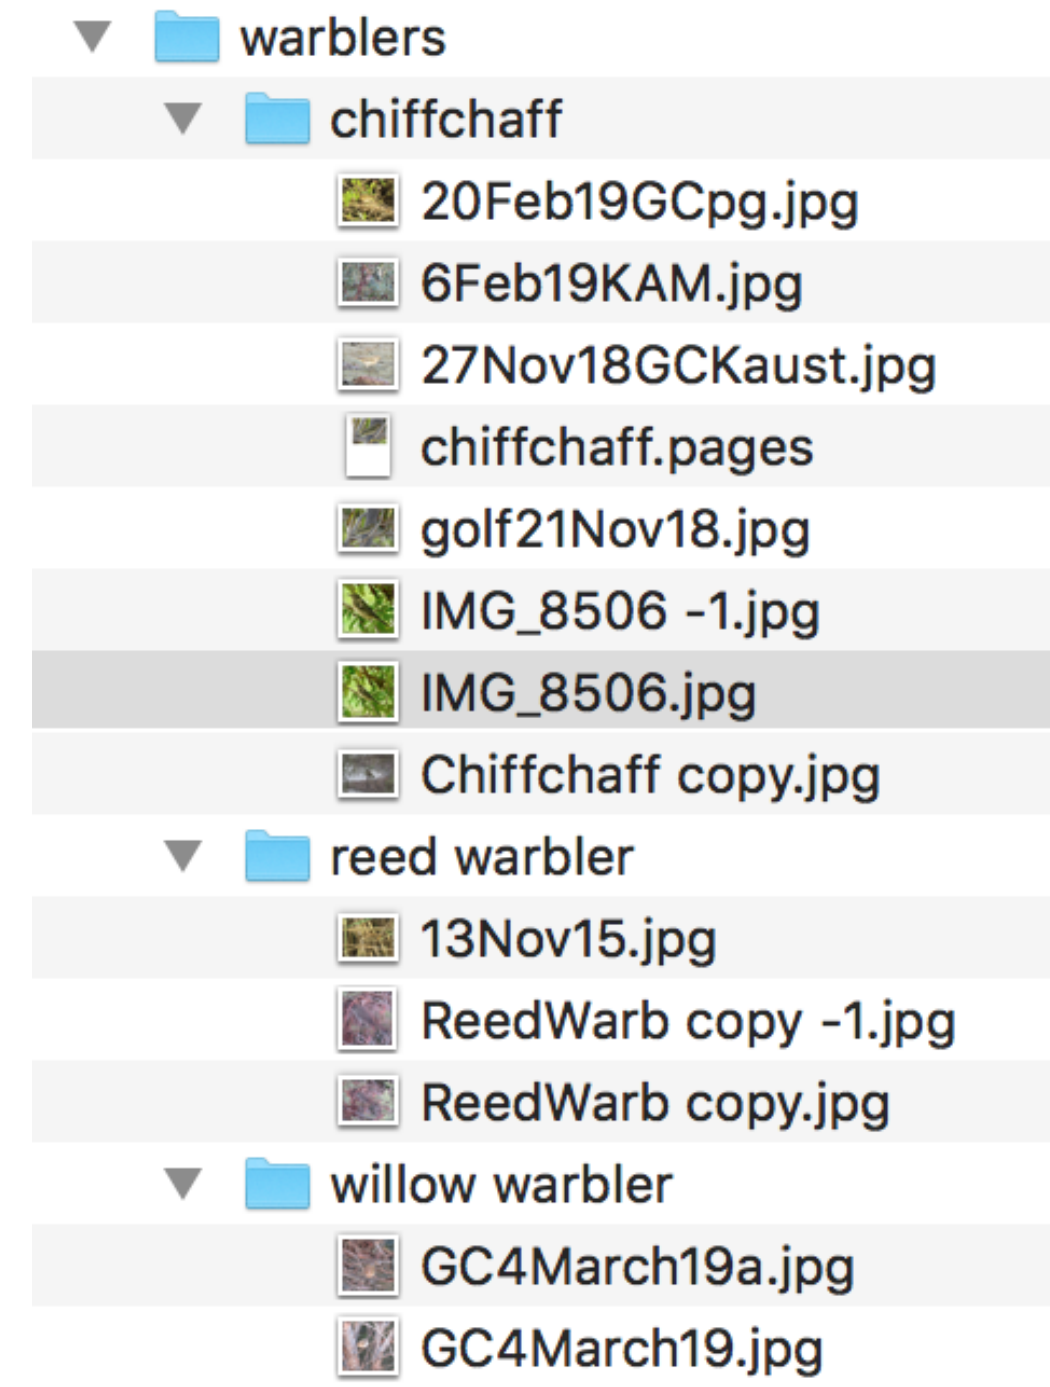 warblers
chiffchaff
20Feb19GCpg.jpg
6Feb19KAM.jpg
27Nov18GCKaust.jpg
chiffchaff.pages
golf21Nov18.jpg
IMG_8506 -1.jpg
IMG_8506.jpg
Chiffchaff copy.jpg
reed warbler
13Nov15.jpg
ReedWarb copy -1.jpg
ReedWarb copy.jpg
willow warbler
GC4March19a.jpg
GC4March19.jpg